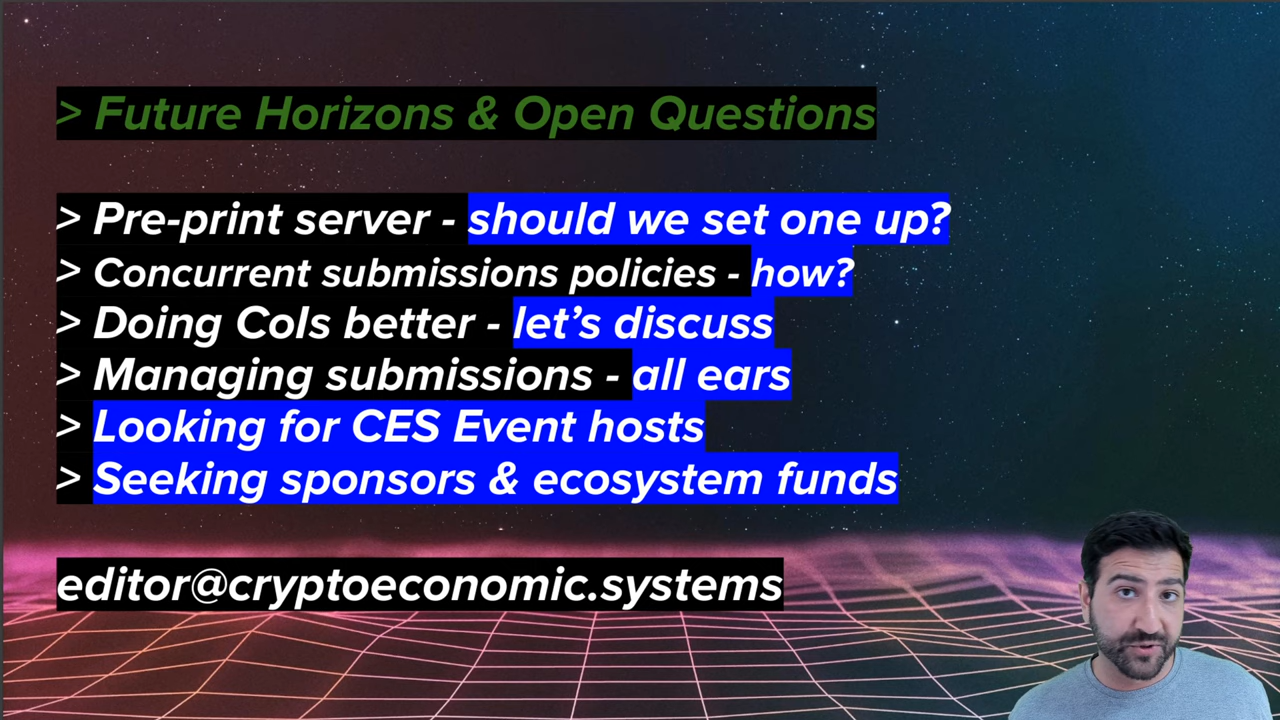 > Future Horizons & Open Questions
> Pre-print server - should we set one up?
> Concurrent submissions policies - how?
> Doing CoIs better - let’s discuss
> Managing submissions - all ears
> Looking for CES Event hosts
> Seeking sponsors & ecosystem funds
editor@cryptoeconomic.systems